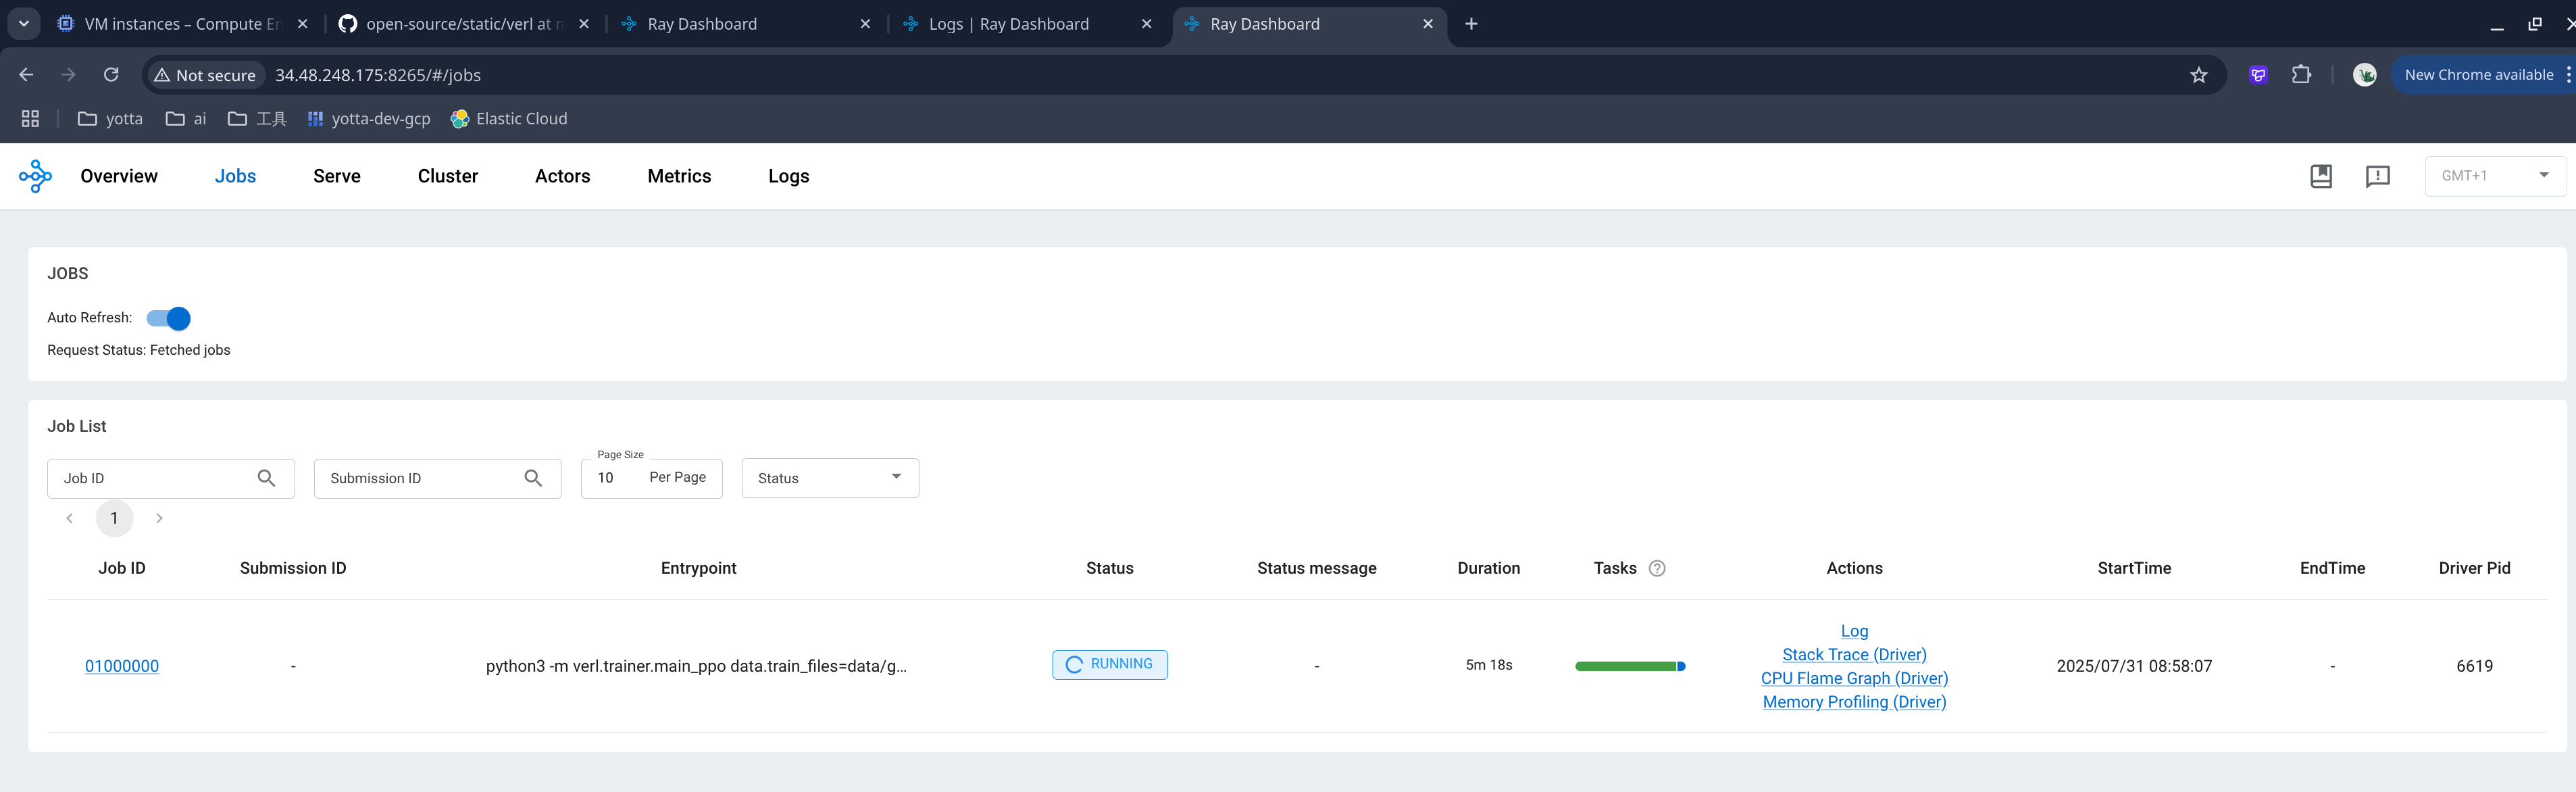 VM instances – Compute En
open-source/static/verl at m
Ray Dashboard
Logs | Ray Dashboard
Ray Dashboard
Not secure
34.48.248.175:8265/#/jobs
New Chrome available
yotta
ai
工具
yotta-dev-gcp
Elastic Cloud
Overview
Jobs
Serve
Cluster
Actors
Metrics
Logs
GMT+1
JOBS
Auto Refresh:
Request Status: Fetched jobs
Job List
Job ID
Submission ID
Page Size
10 Per Page
Status
1
Job ID Submission ID Entrypoint Status Status message Duration Tasks Actions StartTime EndTime Driver Pid
01000000 - python3 -m verl.trainer.main_ppo data.train_files=data/g... RUNNING - 5m 18s
Log
Stack Trace (Driver)
CPU Flame Graph (Driver)
Memory Profiling (Driver)
2025/07/31 08:58:07 - 6619